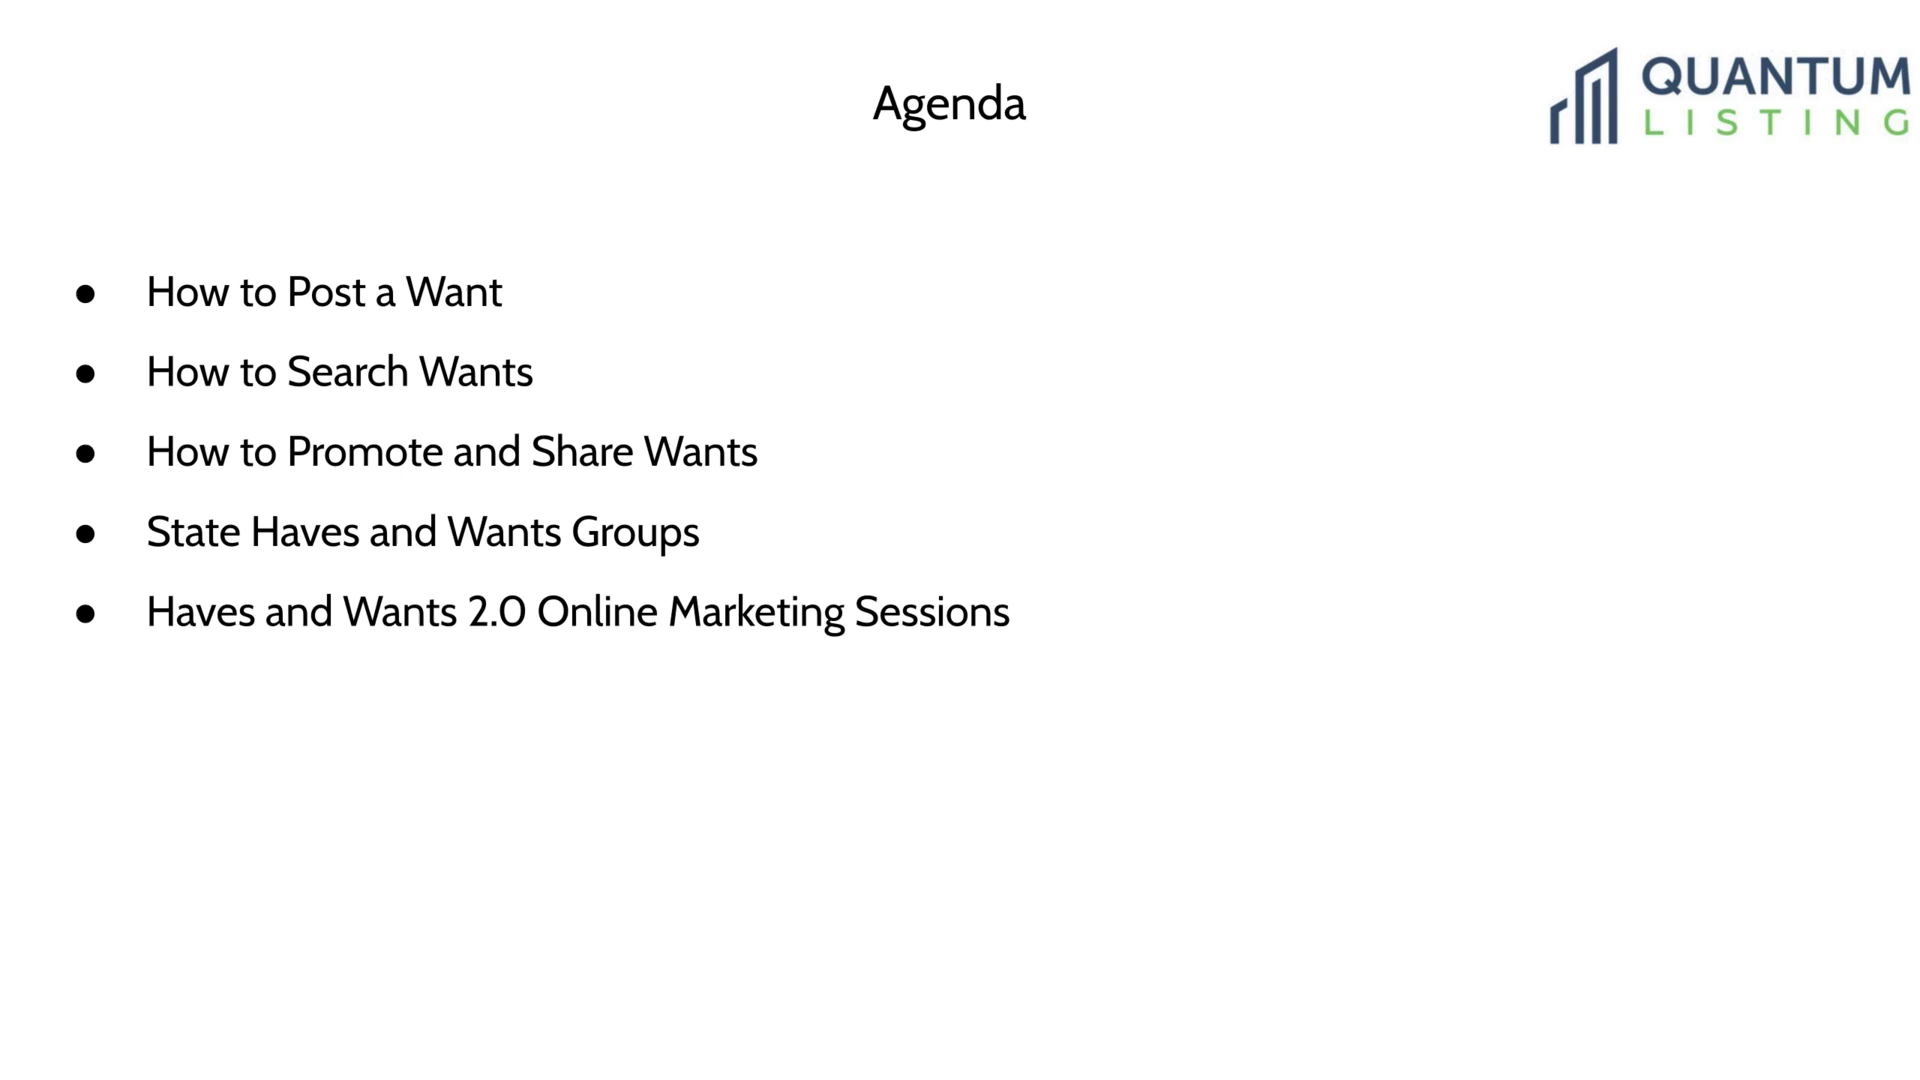 Agenda
QUANTUM
LISTING
● How to Post a Want
● How to Search Wants
● How to Promote and Share Wants
● State Haves and Wants Groups
● Haves and Wants 2.0 Online Marketing Sessions